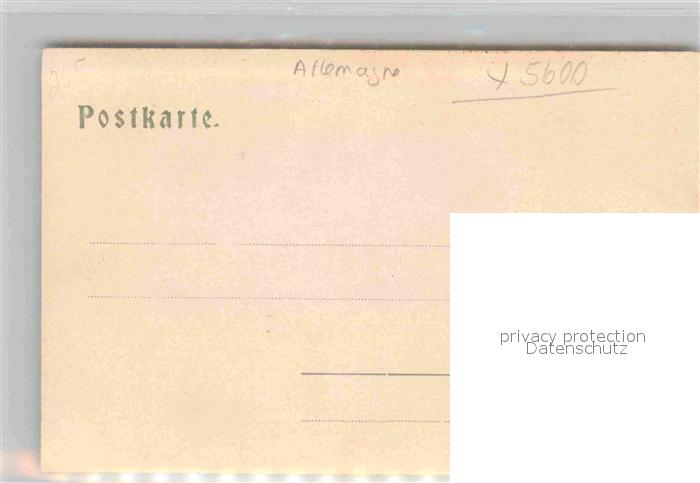 Allemagne x 5600
Postkarte.
privacy protection
Datenschutz